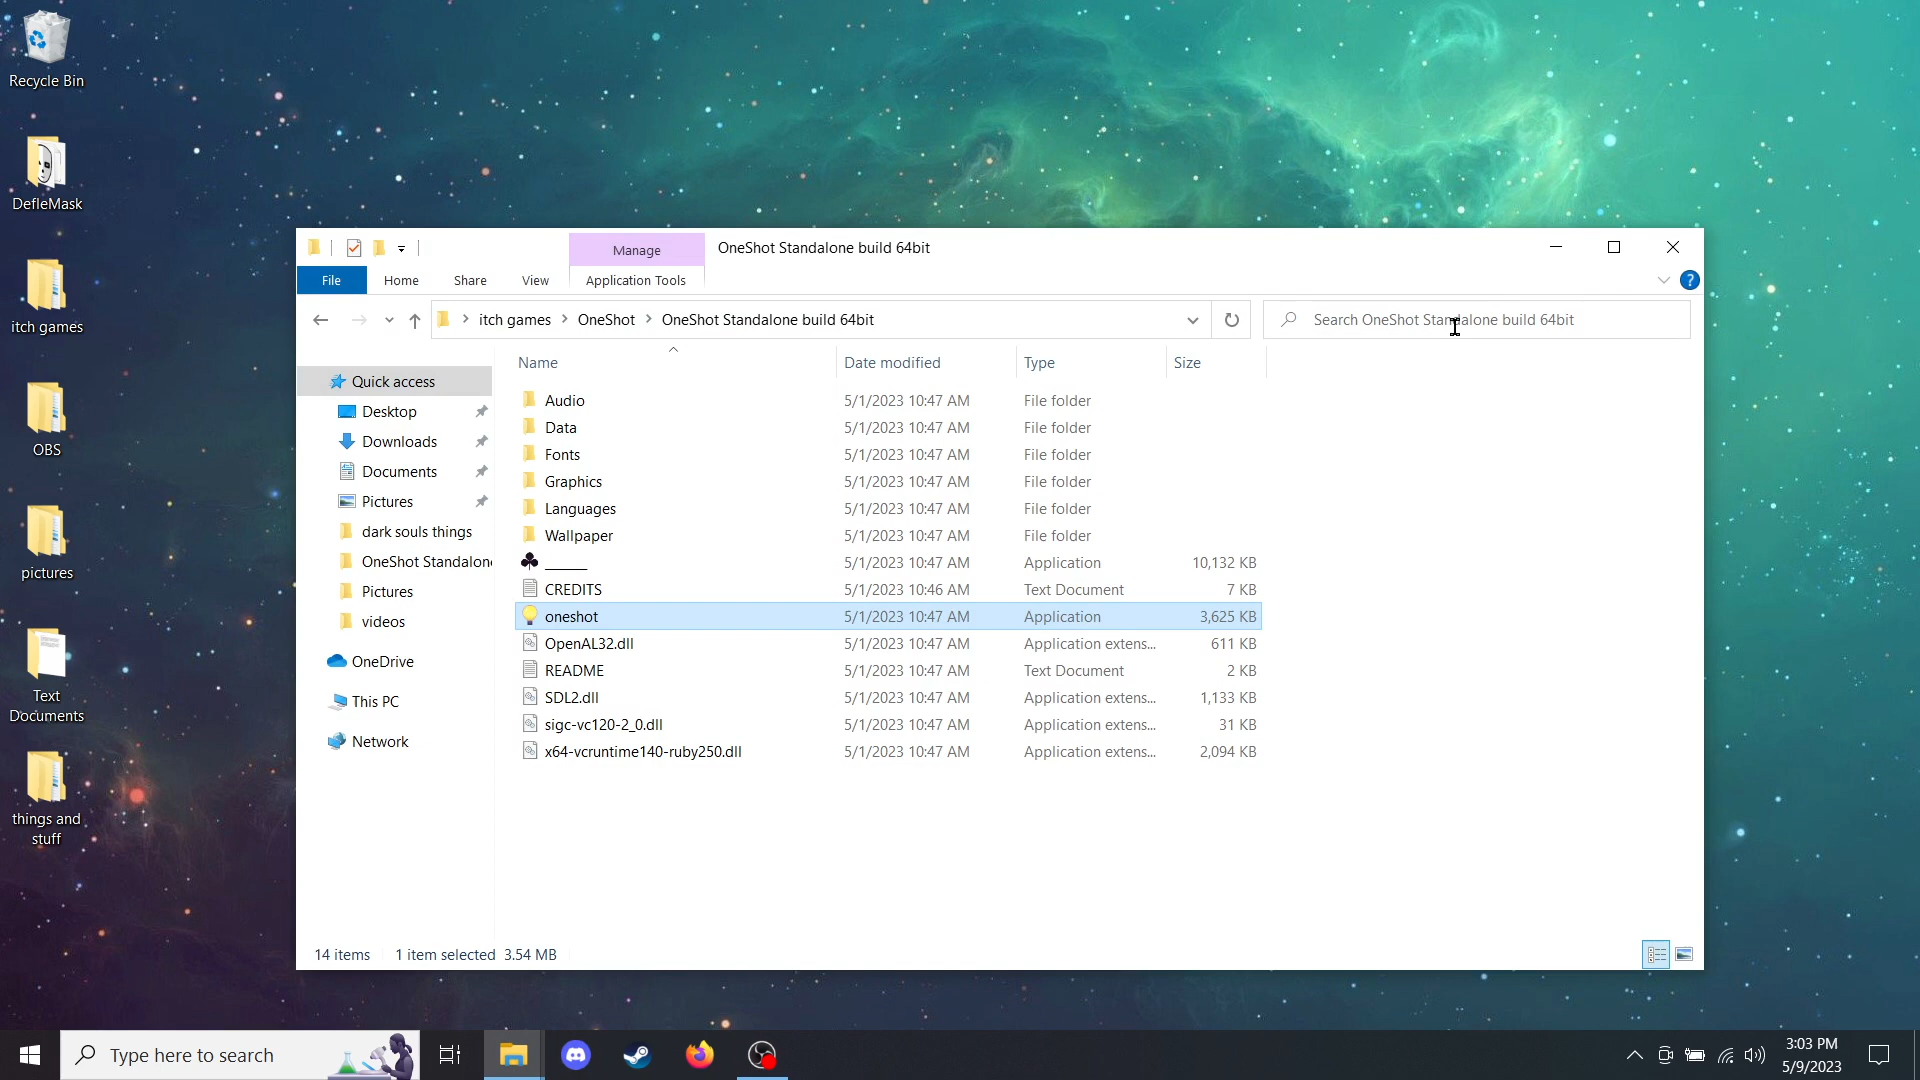 Recycle Bin
DefleMask
itch games
OBS
pictures
Text
Documents
things and
stuff
Manage
OneShot Standalone build 64bit
File
Home
Share
View
Application Tools
?
itch games
OneShot
OneShot Standalone build 64bit
Search OneShot Standalone build 64bit
Quick access
Desktop
Downloads
Documents
Pictures
dark souls things
OneShot Standalon
Pictures
videos
OneDrive
This PC
Network
Name Date modified Type Size
Audio 5/1/2023 10:47 AM File folder
Data 5/1/2023 10:47 AM File folder
Fonts 5/1/2023 10:47 AM File folder
Graphics 5/1/2023 10:47 AM File folder
Languages 5/1/2023 10:47 AM File folder
Wallpaper 5/1/2023 10:47 AM File folder
______ 5/1/2023 10:47 AM Application 10,132 KB
CREDITS 5/1/2023 10:46 AM Text Document 7 KB
oneshot 5/1/2023 10:47 AM Application 3,625 KB
OpenAL32.dll 5/1/2023 10:47 AM Application extens... 611 KB
README 5/1/2023 10:47 AM Text Document 2 KB
SDL2.dll 5/1/2023 10:47 AM Application extens... 1,133 KB
sigc-vc120-2_0.dll 5/1/2023 10:47 AM Application extens... 31 KB
x64-vcruntime140-ruby250.dll 5/1/2023 10:47 AM Application extens... 2,094 KB
14 items 1 item selected 3.54 MB
Type here to search
3:03 PM
5/9/2023